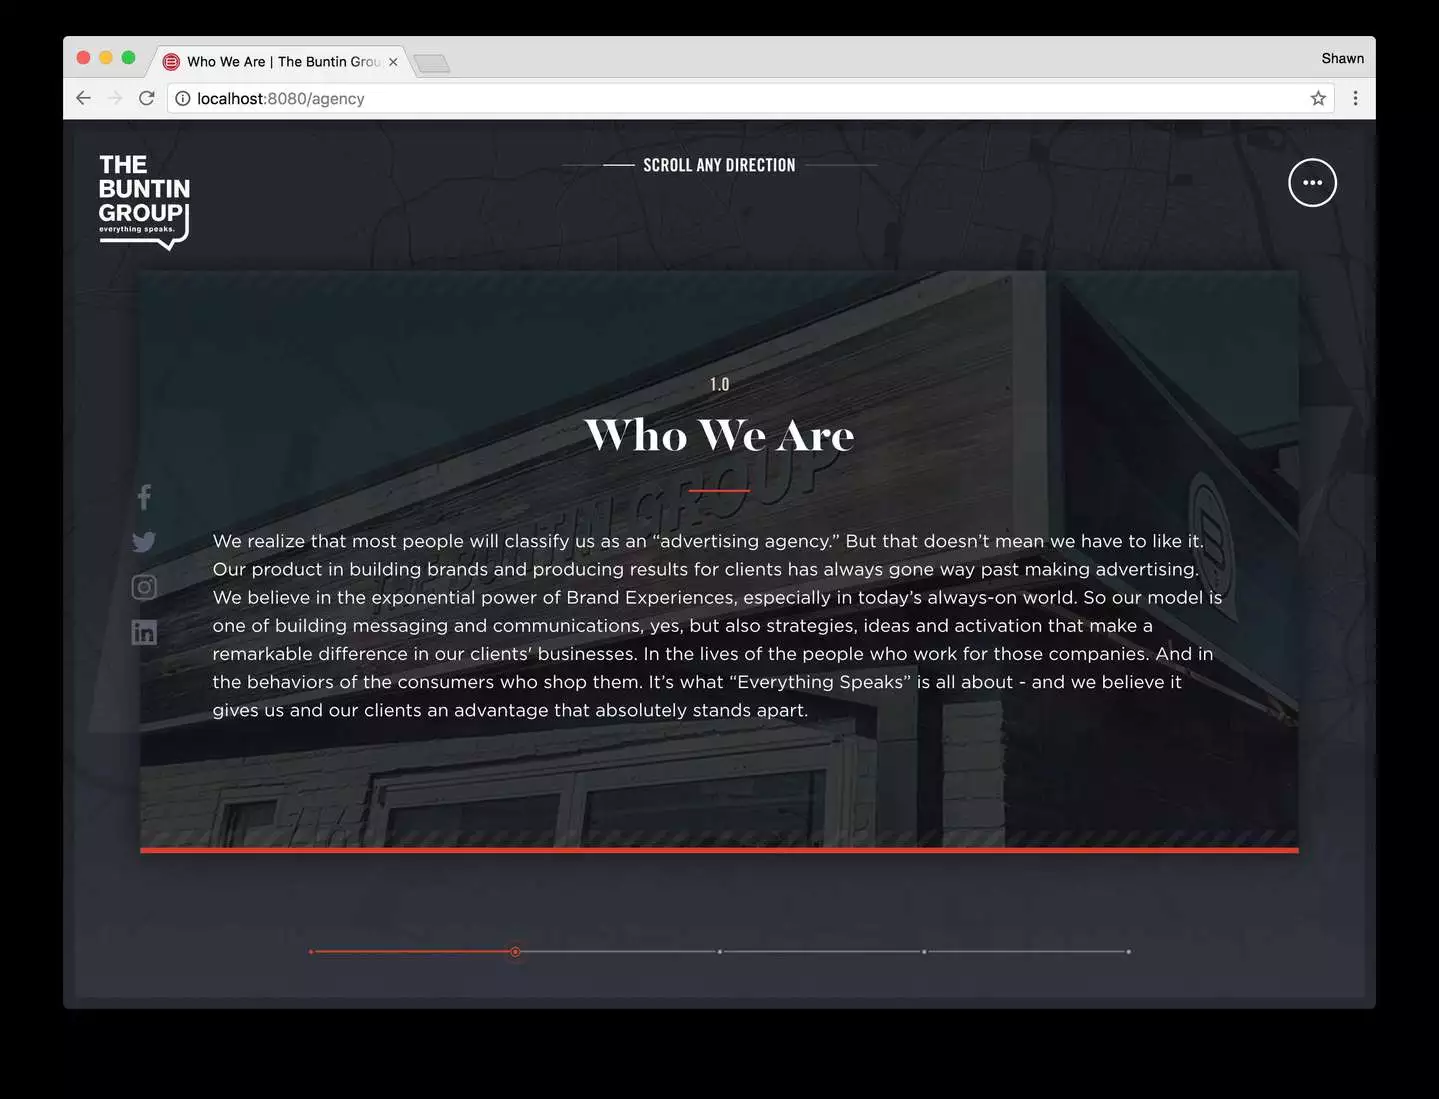 Who We Are | The Buntin Grou
Shawn
localhost:8080/agency
THE
BUNTIN
GROUP
everything speaks.
SCROLL ANY DIRECTION
1.0
Who We Are
THE BUNTIN GROUP
We realize that most people will classify us as an “advertising agency.” But that doesn’t mean we have to like it.
Our product in building brands and producing results for clients has always gone way past making advertising.
We believe in the exponential power of Brand Experiences, especially in today’s always-on world. So our model is
one of building messaging and communications, yes, but also strategies, ideas and activation that make a
remarkable difference in our clients' businesses. In the lives of the people who work for those companies. And in
the behaviors of the consumers who shop them. It’s what “Everything Speaks” is all about - and we believe it
gives us and our clients an advantage that absolutely stands apart.